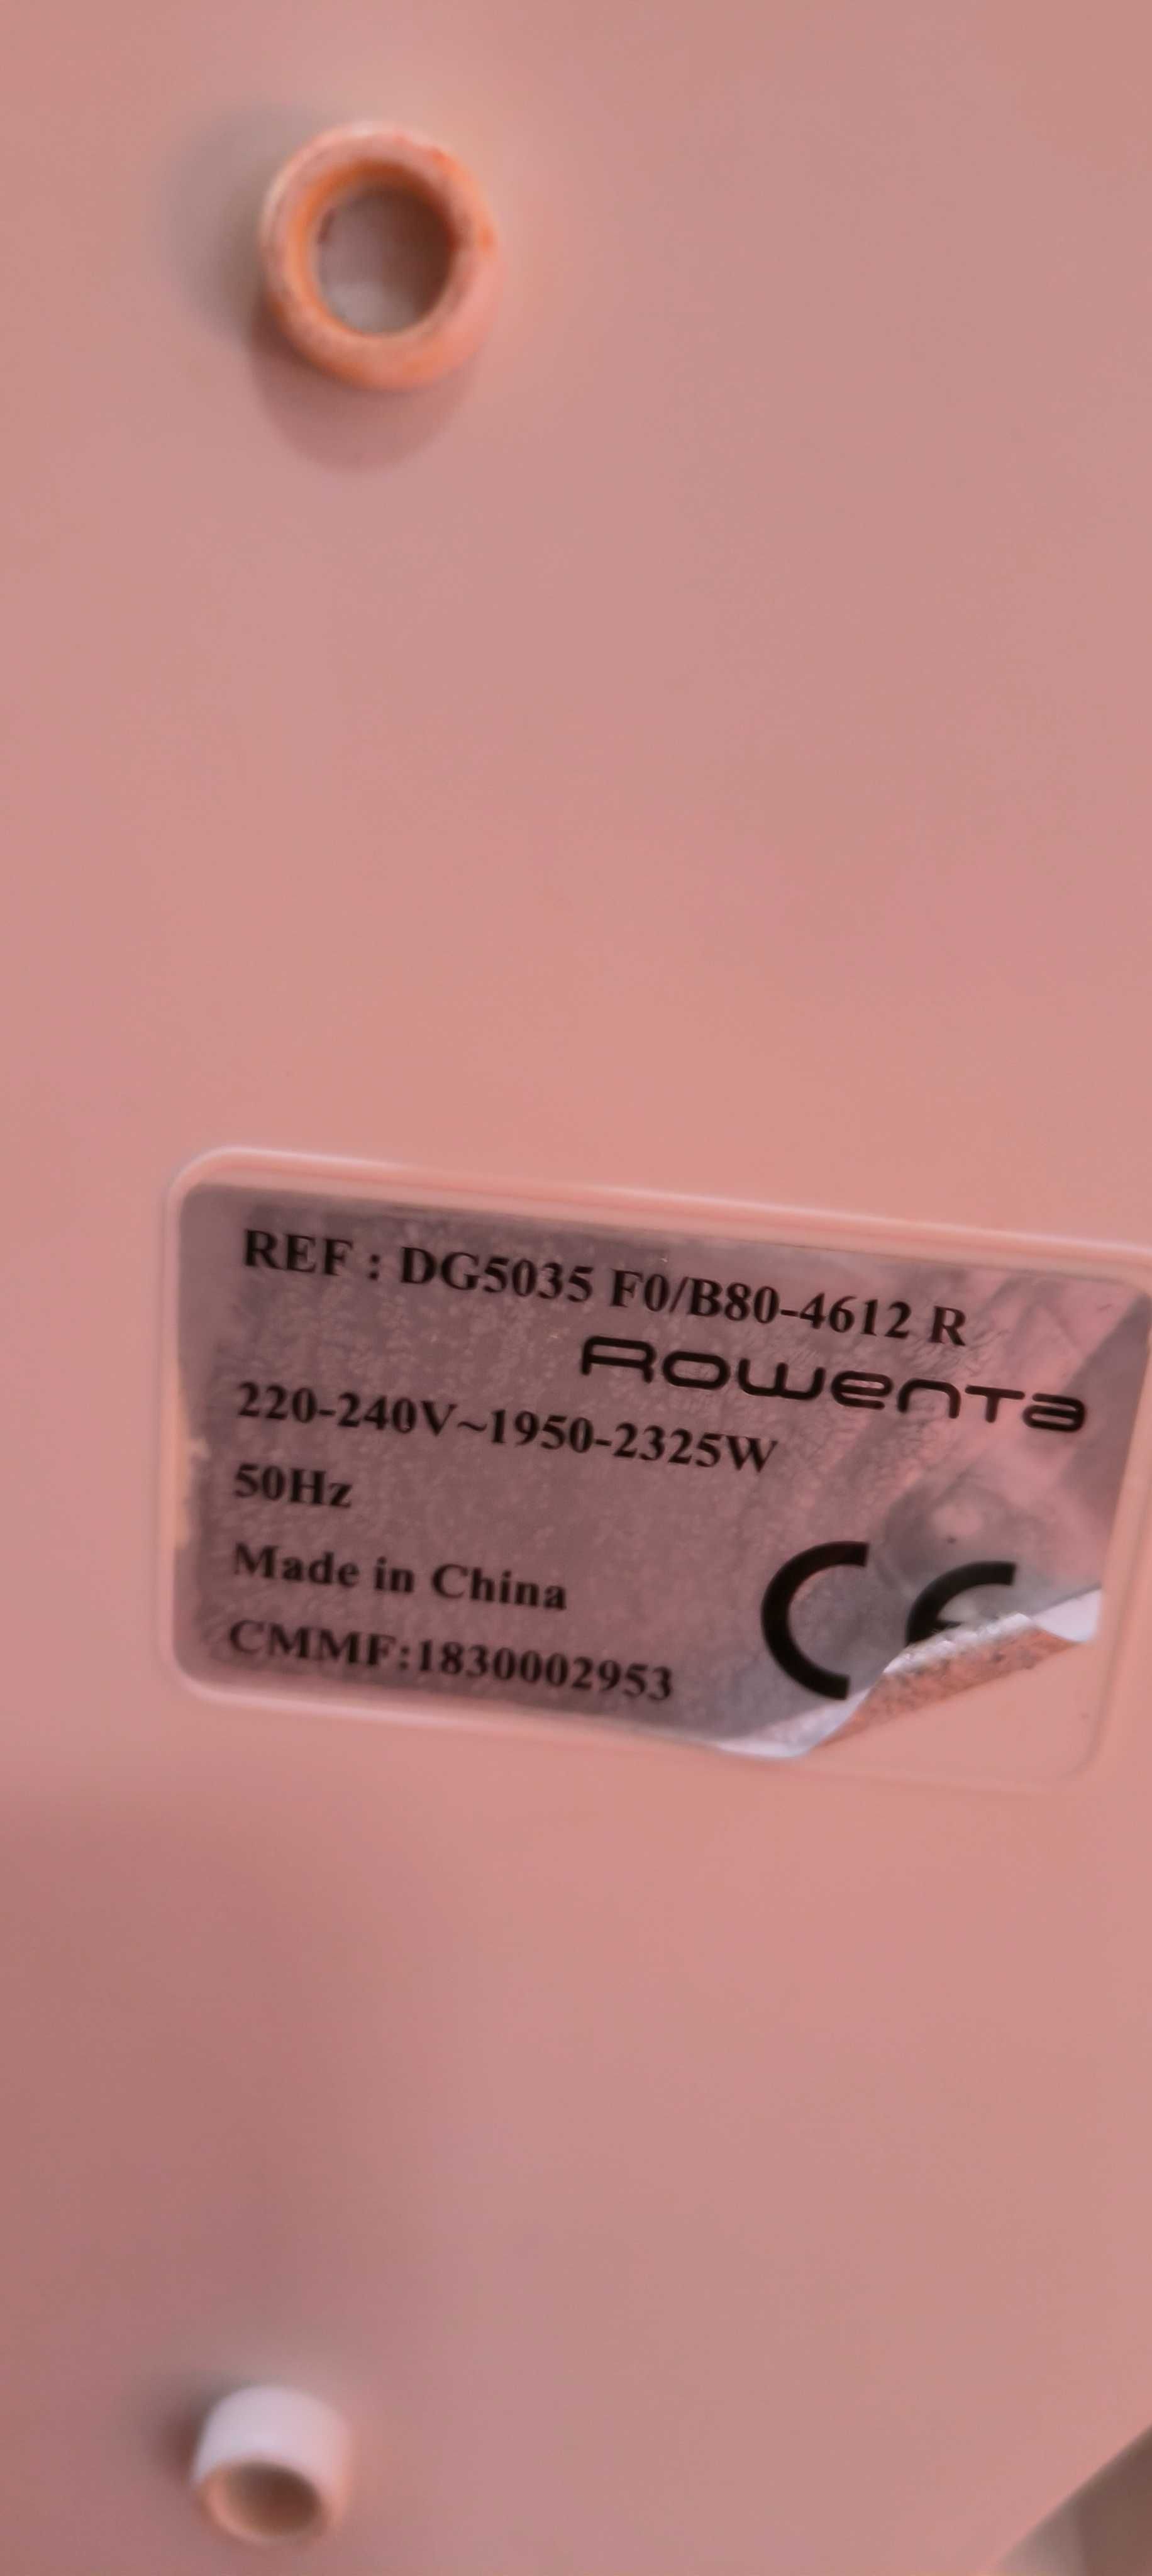 REF : DG5035 F0/B80-4612 R
Rowenta
220-240V~1950-2325W
50Hz
Made in China
CMMF:1830002953
CE